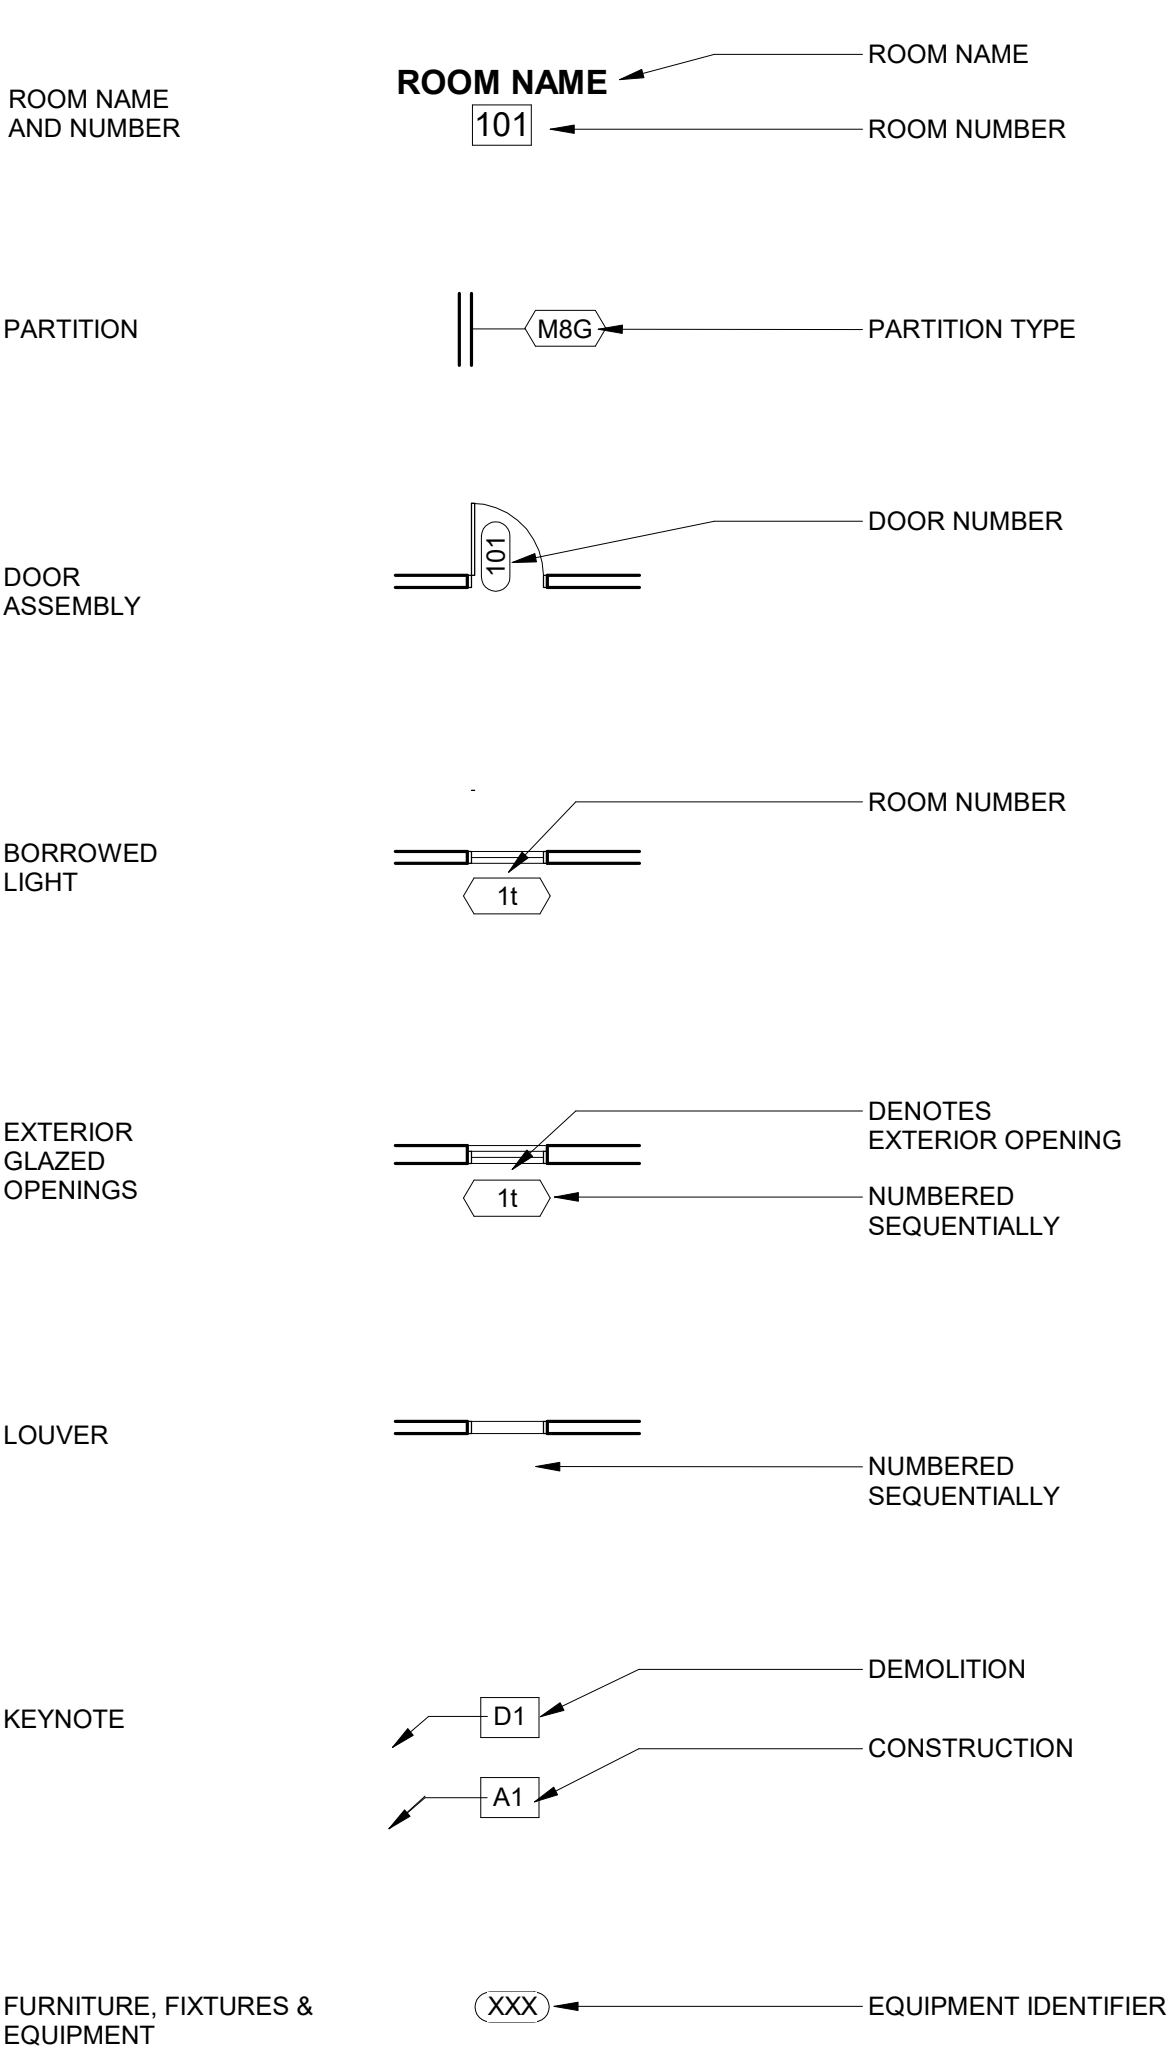 ROOM NAME
AND NUMBER
ROOM NAME
101
ROOM NAME
ROOM NUMBER
PARTITION
M8G
PARTITION TYPE
DOOR
ASSEMBLY
101
DOOR NUMBER
BORROWED
LIGHT
1t
ROOM NUMBER
EXTERIOR
GLAZED
OPENINGS
1t
DENOTES
EXTERIOR OPENING
NUMBERED
SEQUENTIALLY
LOUVER
NUMBERED
SEQUENTIALLY
KEYNOTE
D1
DEMOLITION
A1
CONSTRUCTION
FURNITURE, FIXTURES &
EQUIPMENT
XXX
EQUIPMENT IDENTIFIER